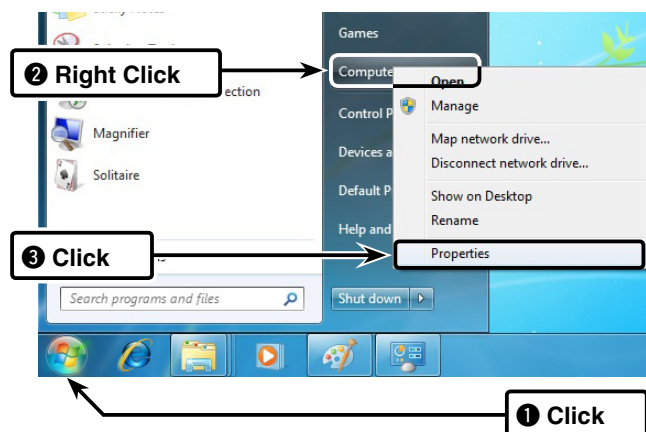 Games
❷ Right Click
Compute
ection
Magnifier
Solitaire
Control P
Devices a
Default P
Help and
Open
Manage
Map network drive...
Disconnect network drive...
Show on Desktop
Rename
Properties
❸ Click
Search programs and files
Shut down
❶ Click